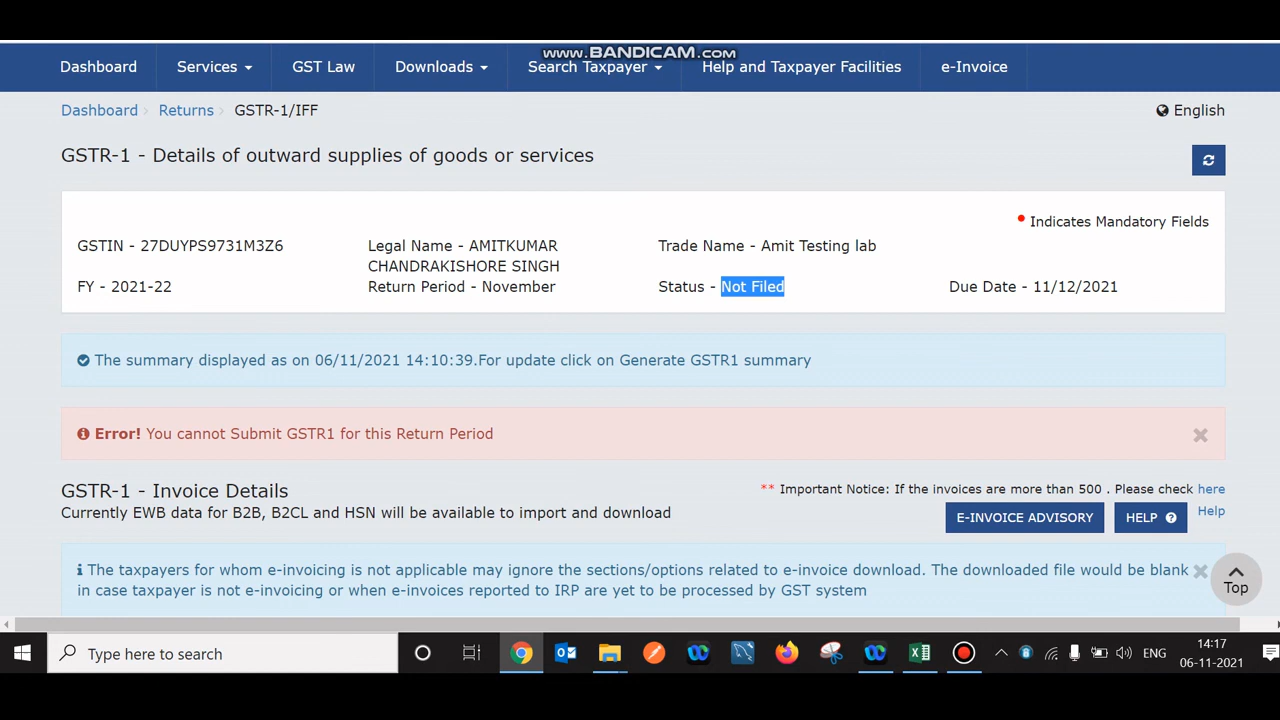 www.BANDICAM.com
Dashboard Services GST Law Downloads Search Taxpayer Help and Taxpayer Facilities e-Invoice
Dashboard Returns GSTR-1/IFF English
GSTR-1 - Details of outward supplies of goods or services
Indicates Mandatory Fields
GSTIN - 27DUYPS9731M3Z6 Legal Name - AMITKUMAR Trade Name - Amit Testing lab
CHANDRAKISHORE SINGH
FY - 2021-22 Return Period - November Status - Not Filed Due Date - 11/12/2021
The summary displayed as on 06/11/2021 14:10:39.For update click on Generate GSTR1 summary
Error! You cannot Submit GSTR1 for this Return Period
GSTR-1 - Invoice Details ** Important Notice: If the invoices are more than 500 . Please check here
Currently EWB data for B2B, B2CL and HSN will be available to import and download E-INVOICE ADVISORY HELP ? Help
The taxpayers for whom e-invoicing is not applicable may ignore the sections/options related to e-invoice download. The downloaded file would be blank
in case taxpayer is not e-invoicing or when e-invoices reported to IRP are yet to be processed by GST system
Top
Type here to search ENG 14:17
06-11-2021